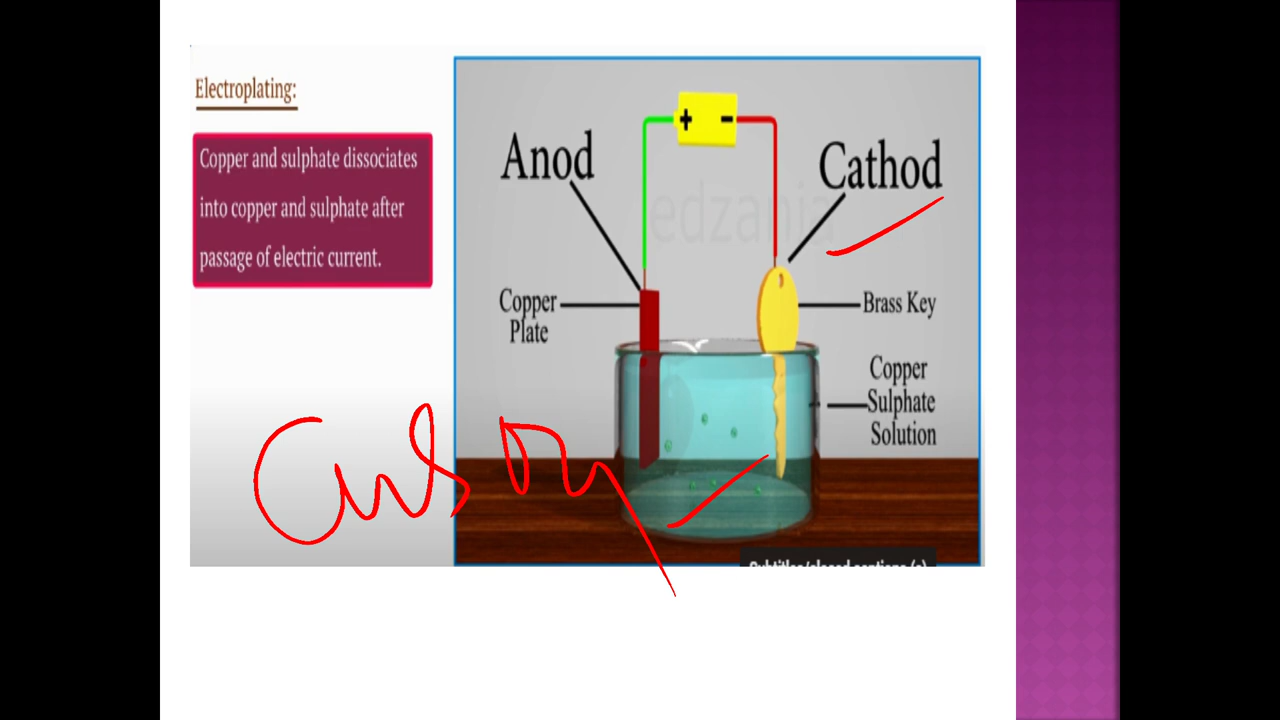 Electroplating:
Copper and sulphate dissociates
into copper and sulphate after
passage of electric current.
Anod
Cathod
edzania
Copper
Plate
Brass Key
Copper
Sulphate
Solution